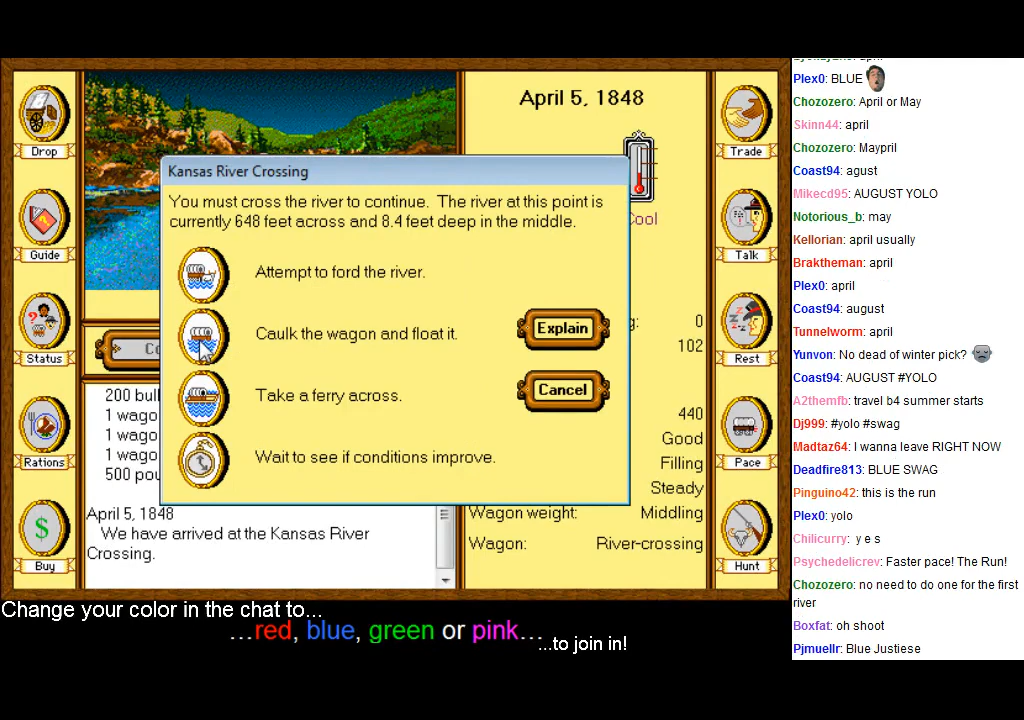 April 5, 1848
Drop
Guide
Status
Rations
Buy
Kansas River Crossing
You must cross the river to continue. The river at this point is
currently 648 feet across and 8.4 feet deep in the middle.
Attempt to ford the river.
Caulk the wagon and float it.
Explain
Take a ferry across.
Cancel
Wait to see if conditions improve.
Cool
0
102
440
Good
Filling
Steady
Wagon weight: Middling
Wagon: River-crossing
200 bull
1 wago
1 wago
1 wago
500 pou
April 5, 1848
We have arrived at the Kansas River
Crossing.
Trade
Talk
Rest
Pace
Hunt
Change your color in the chat to...
...red, blue, green or pink...
...to join in!
Plex0: BLUE
Chozozero: April or May
Skinn44: april
Chozozero: Maypril
Coast94: agust
Mikecd95: AUGUST YOLO
Notorious_b: may
Kellorian: april usually
Braktheman: april
Plex0: april
Coast94: august
Tunnelworm: april
Yunvon: No dead of winter pick?
Coast94: AUGUST #YOLO
A2themfb: travel b4 summer starts
Dj999: #yolo #swag
Madtaz64: I wanna leave RIGHT NOW
Deadfire813: BLUE SWAG
Pinguino42: this is the run
Plex0: yolo
Chilicurry: y e s
Psychedelicrev: Faster pace! The Run!
Chozozero: no need to do one for the first
river
Boxfat: oh shoot
Pjmuellr: Blue Justiese